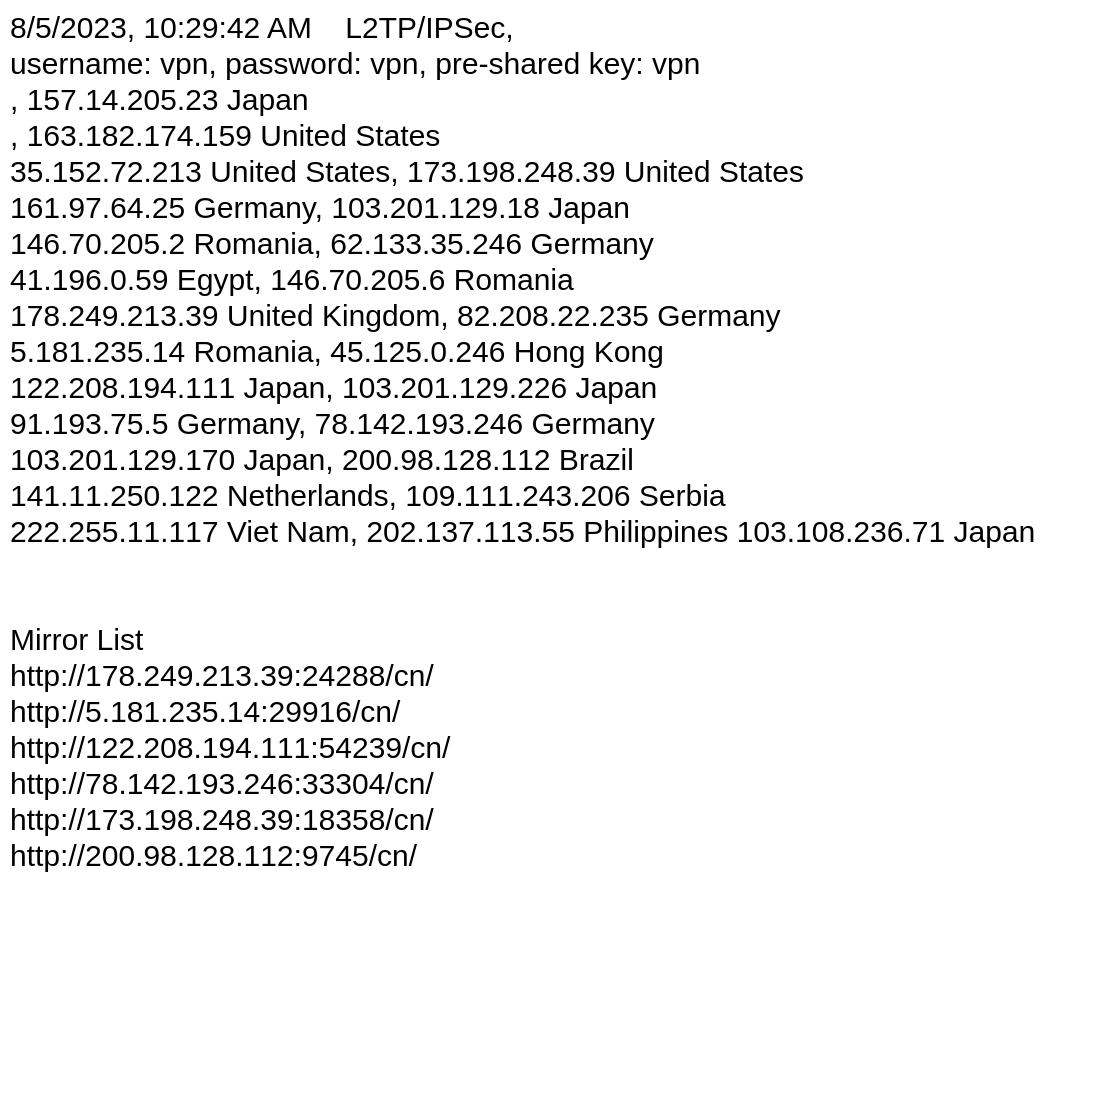 8/5/2023, 10:29:42 AM    L2TP/IPSec,
username: vpn, password: vpn, pre-shared key: vpn
, 157.14.205.23 Japan
, 163.182.174.159 United States
35.152.72.213 United States, 173.198.248.39 United States
161.97.64.25 Germany, 103.201.129.18 Japan
146.70.205.2 Romania, 62.133.35.246 Germany
41.196.0.59 Egypt, 146.70.205.6 Romania
178.249.213.39 United Kingdom, 82.208.22.235 Germany
5.181.235.14 Romania, 45.125.0.246 Hong Kong
122.208.194.111 Japan, 103.201.129.226 Japan
91.193.75.5 Germany, 78.142.193.246 Germany
103.201.129.170 Japan, 200.98.128.112 Brazil
141.11.250.122 Netherlands, 109.111.243.206 Serbia
222.255.11.117 Viet Nam, 202.137.113.55 Philippines 103.108.236.71 Japan
Mirror List
http://178.249.213.39:24288/cn/
http://5.181.235.14:29916/cn/
http://122.208.194.111:54239/cn/
http://78.142.193.246:33304/cn/
http://173.198.248.39:18358/cn/
http://200.98.128.112:9745/cn/